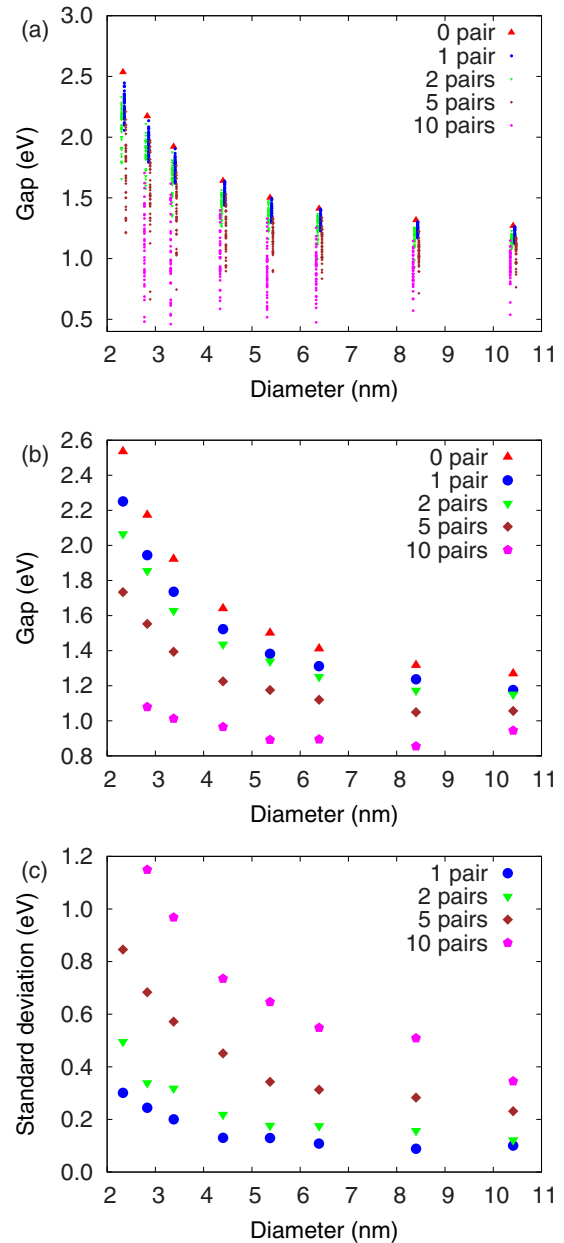 (a)
3.0
2.5
2.0
1.5
1.0
0.5
Gap (eV)
0 pair
1 pair
2 pairs
5 pairs
10 pairs
2 3 4 5 6 7 8 9 10 11
Diameter (nm)
(b)
2.6
2.4
2.2
2.0
1.8
1.6
1.4
1.2
1.0
0.8
Gap (eV)
0 pair
1 pair
2 pairs
5 pairs
10 pairs
2 3 4 5 6 7 8 9 10 11
Diameter (nm)
(c)
1.2
1.0
0.8
0.6
0.4
0.2
0.0
Standard deviation (eV)
1 pair
2 pairs
5 pairs
10 pairs
2 3 4 5 6 7 8 9 10 11
Diameter (nm)